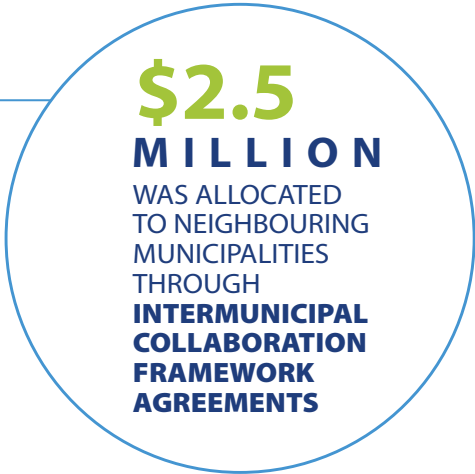 $2.5
MILLION
WAS ALLOCATED
TO NEIGHBOURING
MUNICIPALITIES
THROUGH
INTERMUNICIPAL
COLLABORATION
FRAMEWORK
AGREEMENTS